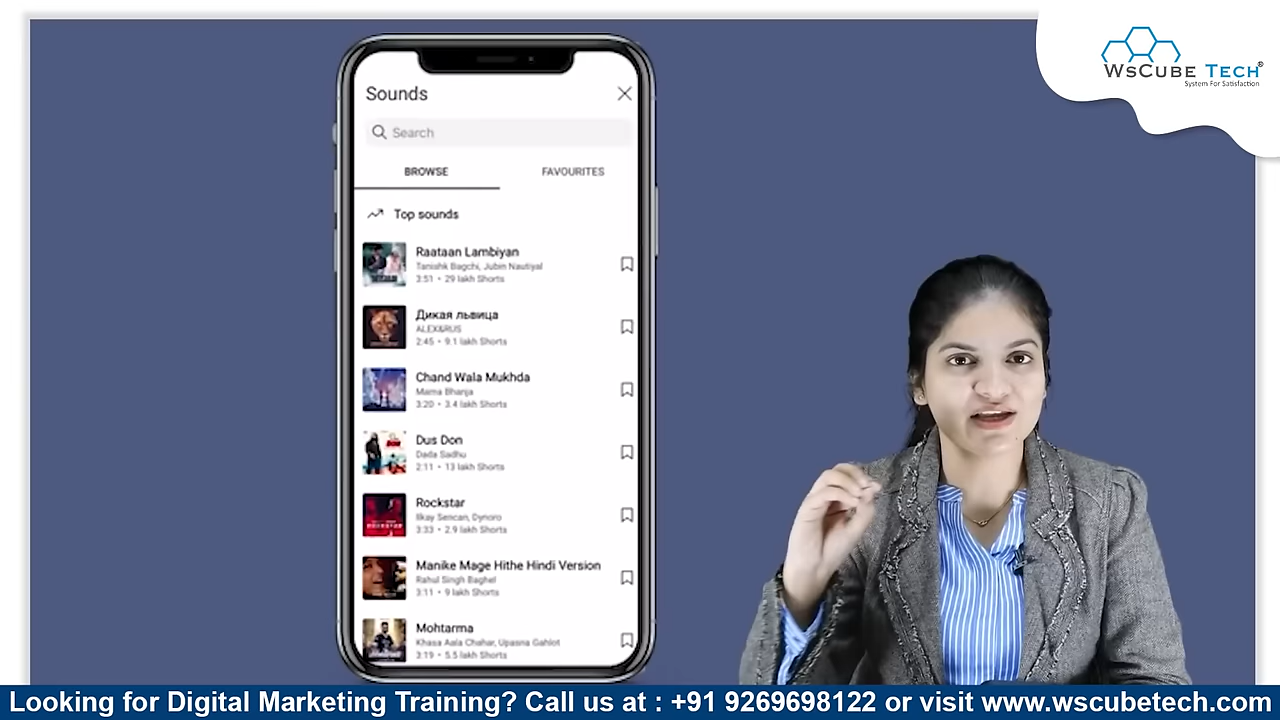 WsCube Tech®
System For Satisfaction
Sounds
Search
BROWSE
FAVOURITES
Top sounds
Raataan Lambiyan
Tanishk Bagchi, Jubin Nautiyal
3:51 • 29 lakh Shorts
Дикая львица
ALEX&RUS
2:45 • 9.1 lakh Shorts
Chand Wala Mukhda
Mama Bhanja
3:20 • 3.4 lakh Shorts
Dus Don
Dada Sadhu
2:11 • 13 lakh Shorts
Rockstar
Ilkay Sencan, Dynoro
3:33 • 2.9 lakh Shorts
Manike Mage Hithe Hindi Version
Rahul Singh Baghel
3:11 • 9 lakh Shorts
Mohtarma
Khasa Aala Chahar, Upasna Gahlot
3:19 • 5.5 lakh Shorts
Looking for Digital Marketing Training? Call us at : +91 9269698122 or visit www.wscubetech.com